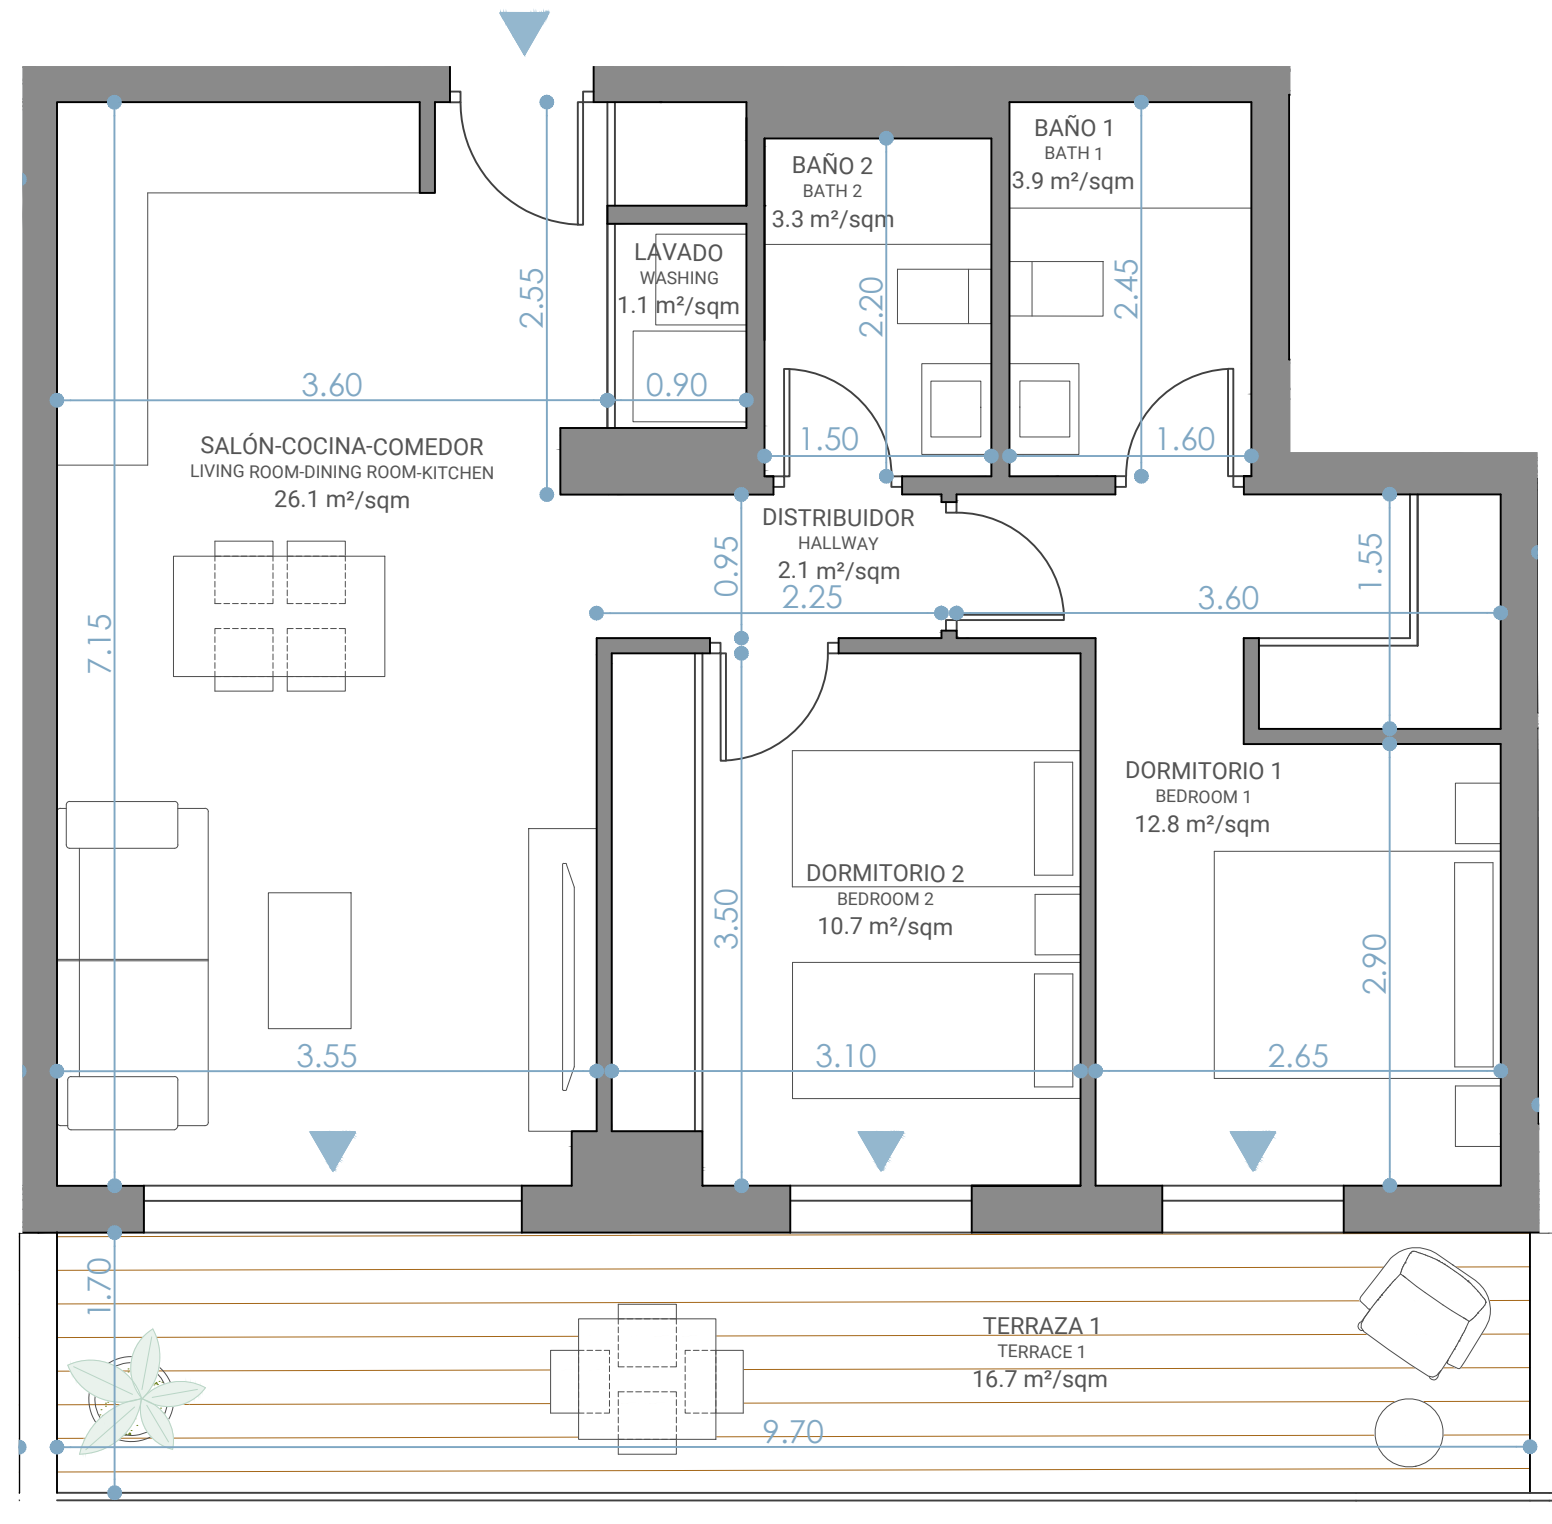 BAÑO 1
BATH 1
3.9 m²/sqm
BAÑO 2
BATH 2
3.3 m²/sqm
LAVADO
WASHING
1.1 m²/sqm
2.55
2.20
2.45
3.60
0.90
1.50
1.60
SALÓN-COCINA-COMEDOR
LIVING ROOM-DINING ROOM-KITCHEN
26.1 m²/sqm
DISTRIBUIDOR
HALLWAY
2.1 m²/sqm
0.95
2.25
3.60
1.55
7.15
DORMITORIO 1
BEDROOM 1
12.8 m²/sqm
DORMITORIO 2
BEDROOM 2
10.7 m²/sqm
3.50
2.90
3.55
3.10
2.65
1.70
TERRAZA 1
TERRACE 1
16.7 m²/sqm
9.70